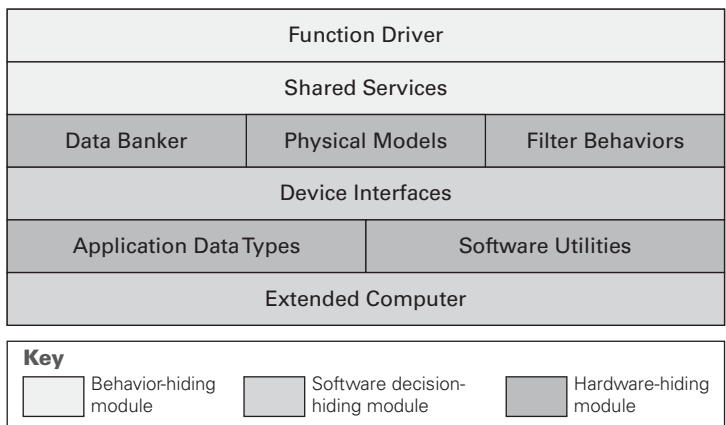 Function Driver
Shared Services
Data Banker
Physical Models
Filter Behaviors
Device Interfaces
Application Data Types
Software Utilities
Extended Computer
Key
Behavior-hiding
module
Software decision-
hiding module
Hardware-hiding
module